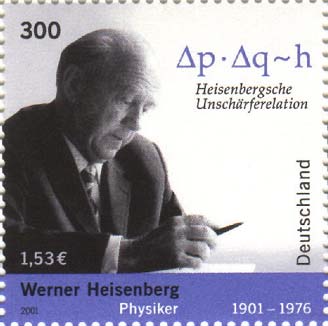 300
Δp · Δq ~ h
Heisenbergsche
Unschärferelation
Deutschland
1,53 €
Werner Heisenberg
2001
Physiker
1901 – 1976